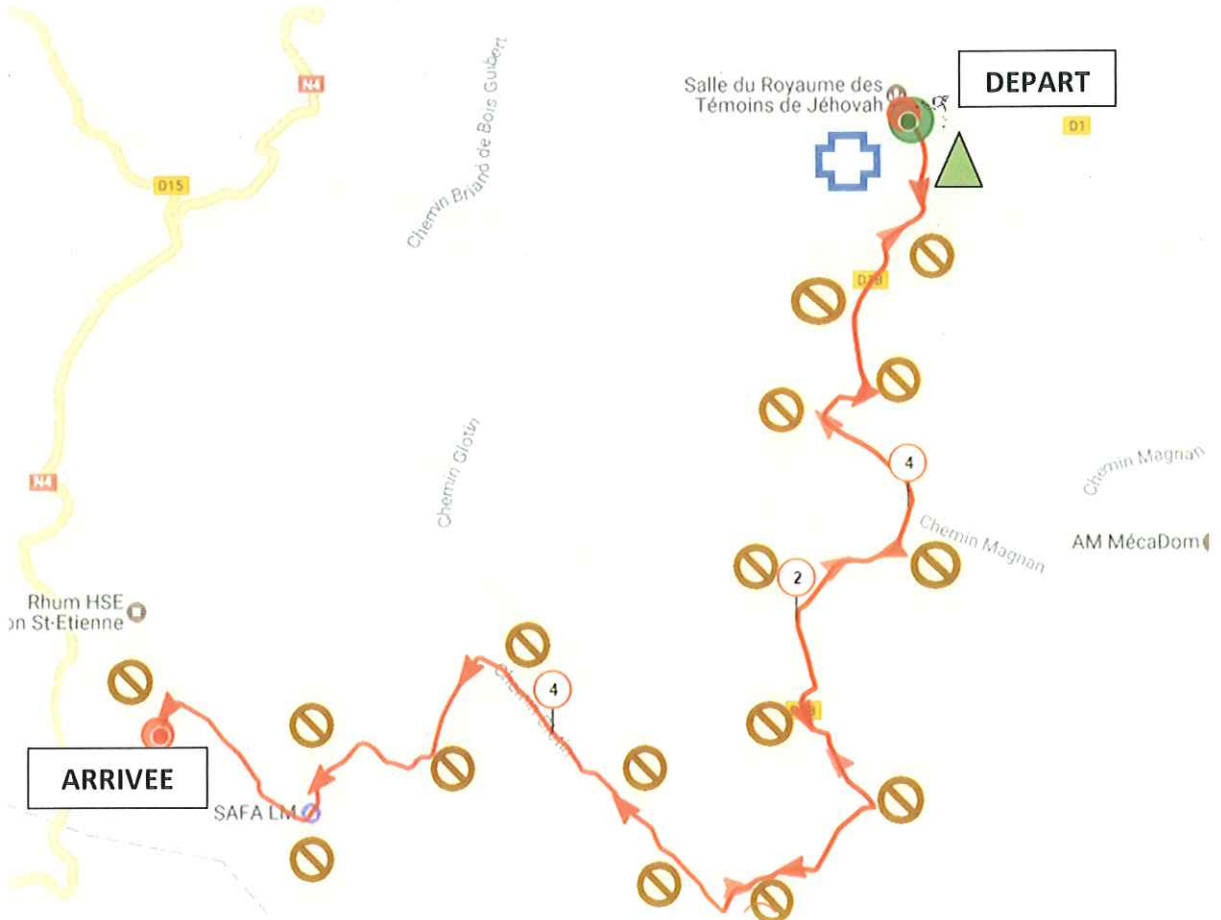 N4
Chemin Briand de Bois Guibert
Salle du Royaume des
Témoins de Jéhovah
DEPART
D1
D15
Chemin Glotin
N4
4
Chemin Magnan
Chemin Magnan
AM MécaDom
2
Rhum HSE
on St-Etienne
4
ARRIVEE
SAFA LM